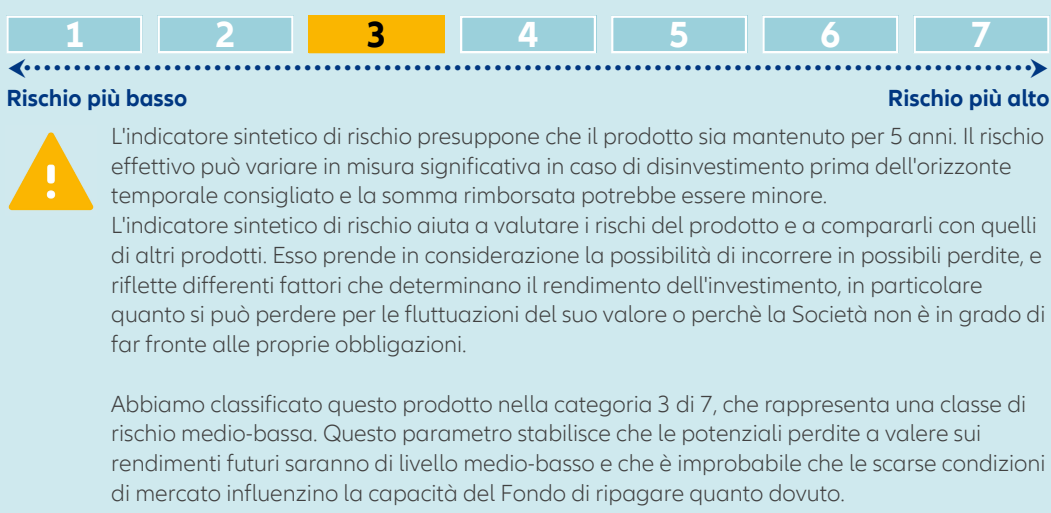 1 2 3 4 5 6 7
Rischio più basso Rischio più alto
L'indicatore sintetico di rischio presuppone che il prodotto sia mantenuto per 5 anni. Il rischio
effettivo può variare in misura significativa in caso di disinvestimento prima dell'orizzonte
temporale consigliato e la somma rimborsata potrebbe essere minore.
L'indicatore sintetico di rischio aiuta a valutare i rischi del prodotto e a compararli con quelli
di altri prodotti. Esso prende in considerazione la possibilità di incorrere in possibili perdite, e
riflette differenti fattori che determinano il rendimento dell'investimento, in particolare
quanto si può perdere per le fluttuazioni del suo valore o perchè la Società non è in grado di
far fronte alle proprie obbligazioni.
Abbiamo classificato questo prodotto nella categoria 3 di 7, che rappresenta una classe di
rischio medio-bassa. Questo parametro stabilisce che le potenziali perdite a valere sui
rendimenti futuri saranno di livello medio-basso e che è improbabile che le scarse condizioni
di mercato influenzino la capacità del Fondo di ripagare quanto dovuto.